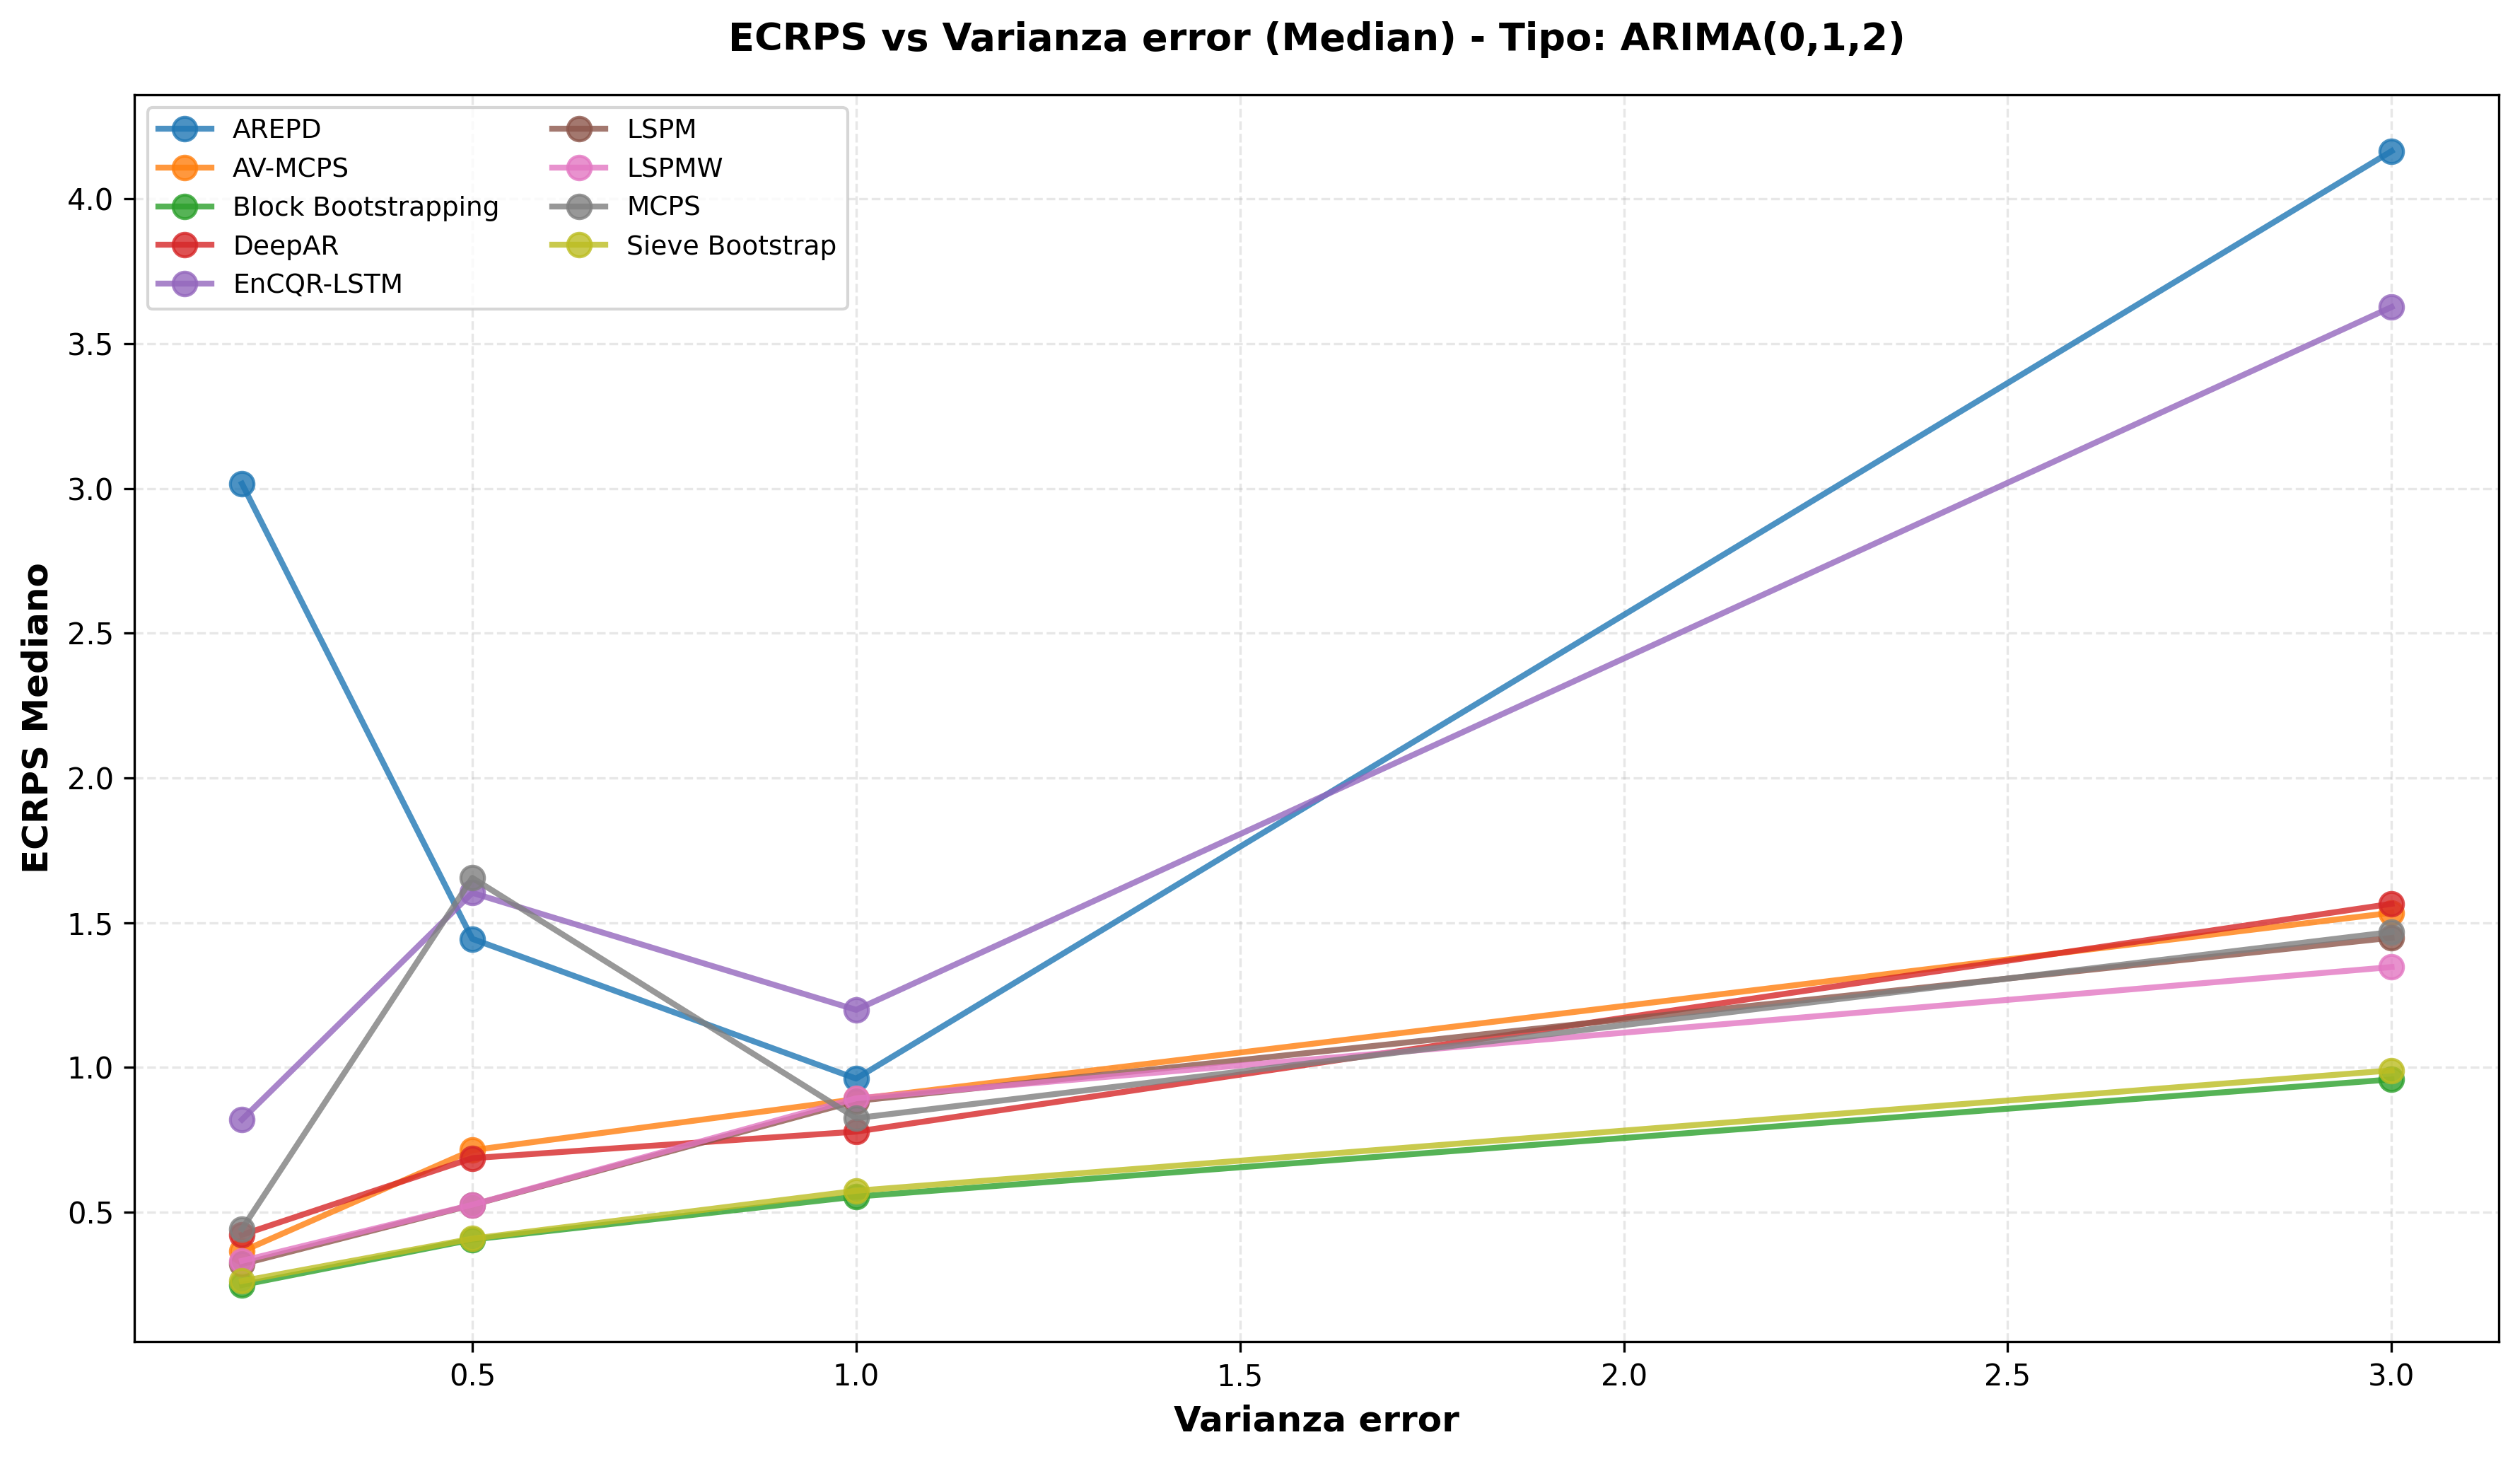 ECRPS vs Varianza error (Median) - Tipo: ARIMA(0,1,2)
AREPD
AV-MCPS
Block Bootstrapping
DeepAR
EnCQR-LSTM
LSPM
LSPMW
MCPS
Sieve Bootstrap
ECRPS Mediano
4.0
3.5
3.0
2.5
2.0
1.5
1.0
0.5
0.5 1.0 1.5 2.0 2.5 3.0
Varianza error